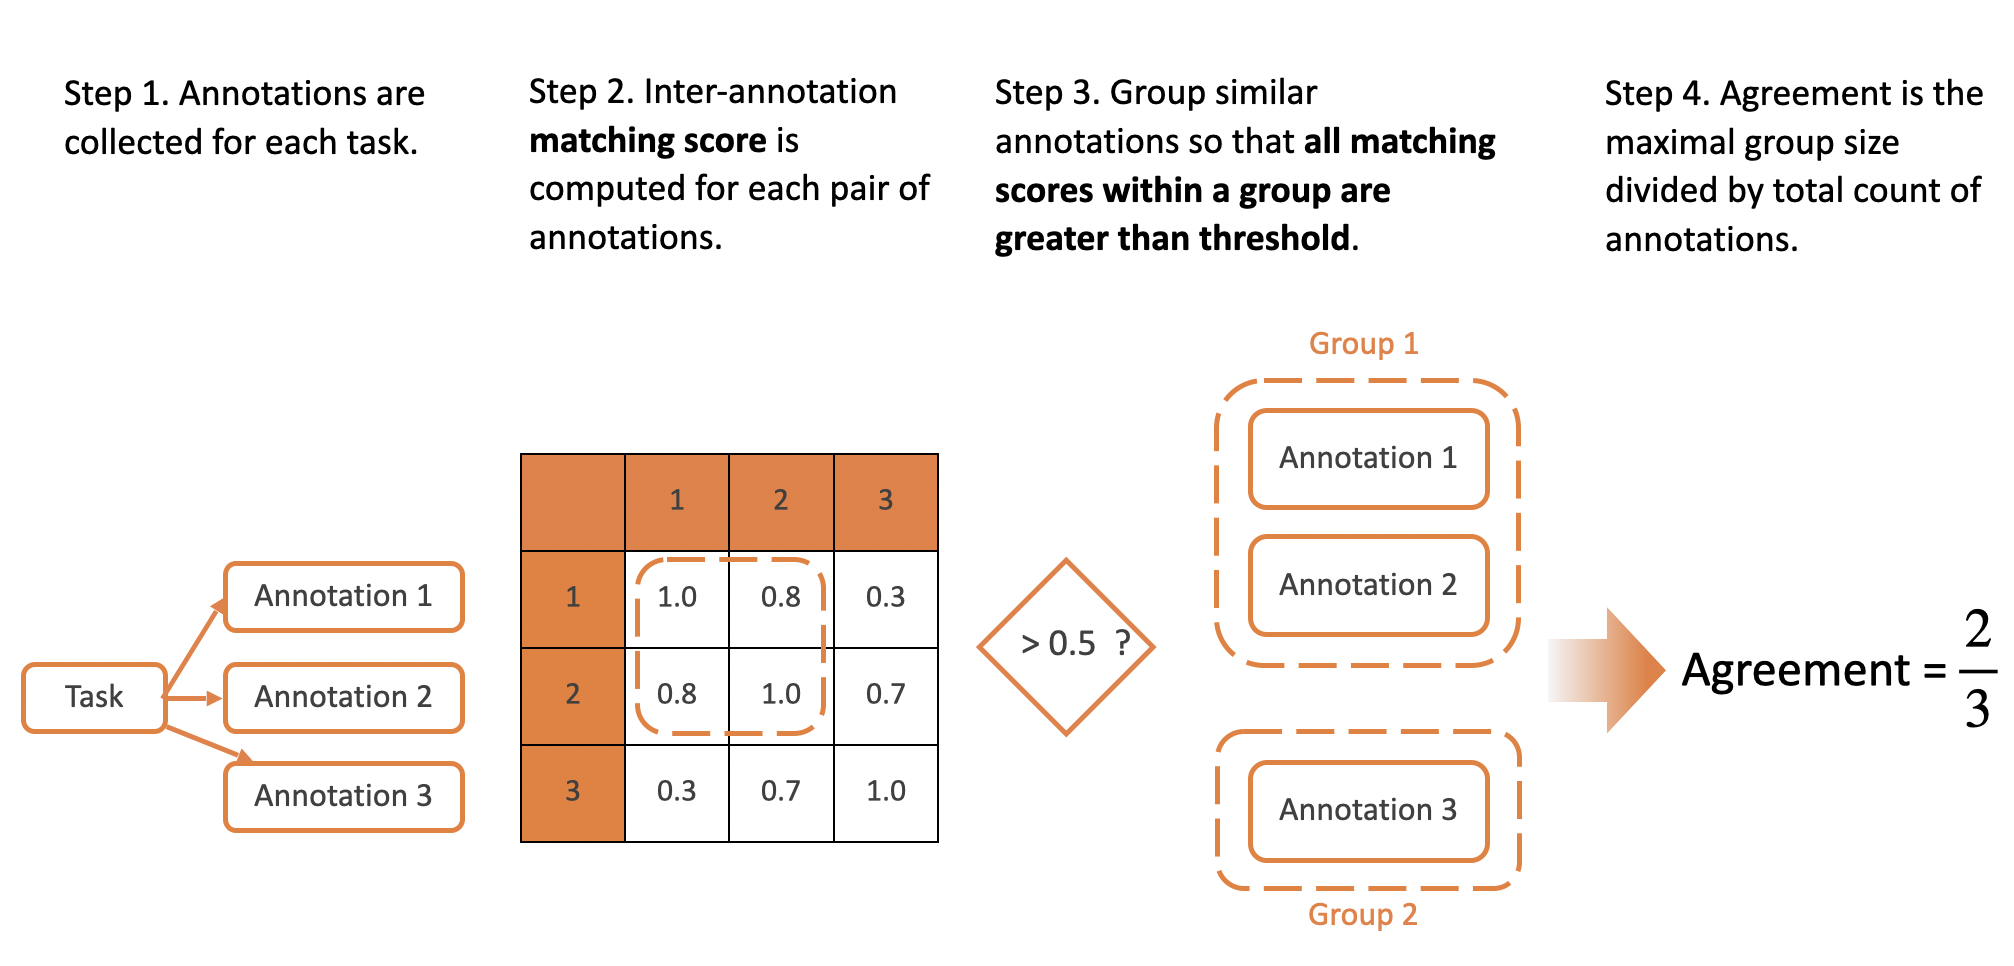 Step 1. Annotations are
collected for each task.
Step 2. Inter-annotation
matching score is
computed for each pair of
annotations.
Step 3. Group similar
annotations so that all matching
scores within a group are
greater than threshold.
Step 4. Agreement is the
maximal group size
divided by total count of
annotations.
Task
Annotation 1
Annotation 2
Annotation 3
1 2 3
1 1.0 0.8 0.3
2 0.8 1.0 0.7
3 0.3 0.7 1.0
> 0.5 ?
Group 1
Annotation 1
Annotation 2
Annotation 3
Group 2
Agreement = 2/3